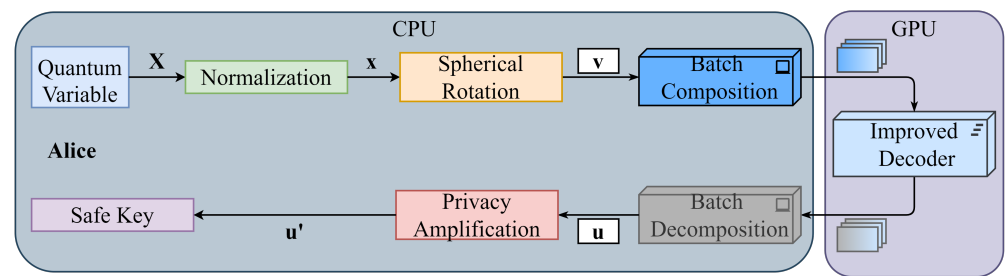 CPU
GPU
Quantum
Variable
X
Normalization
x
Spherical
Rotation
v
Batch
Composition
Improved
Decoder
Alice
Safe Key
u'
Privacy
Amplification
u
Batch
Decomposition